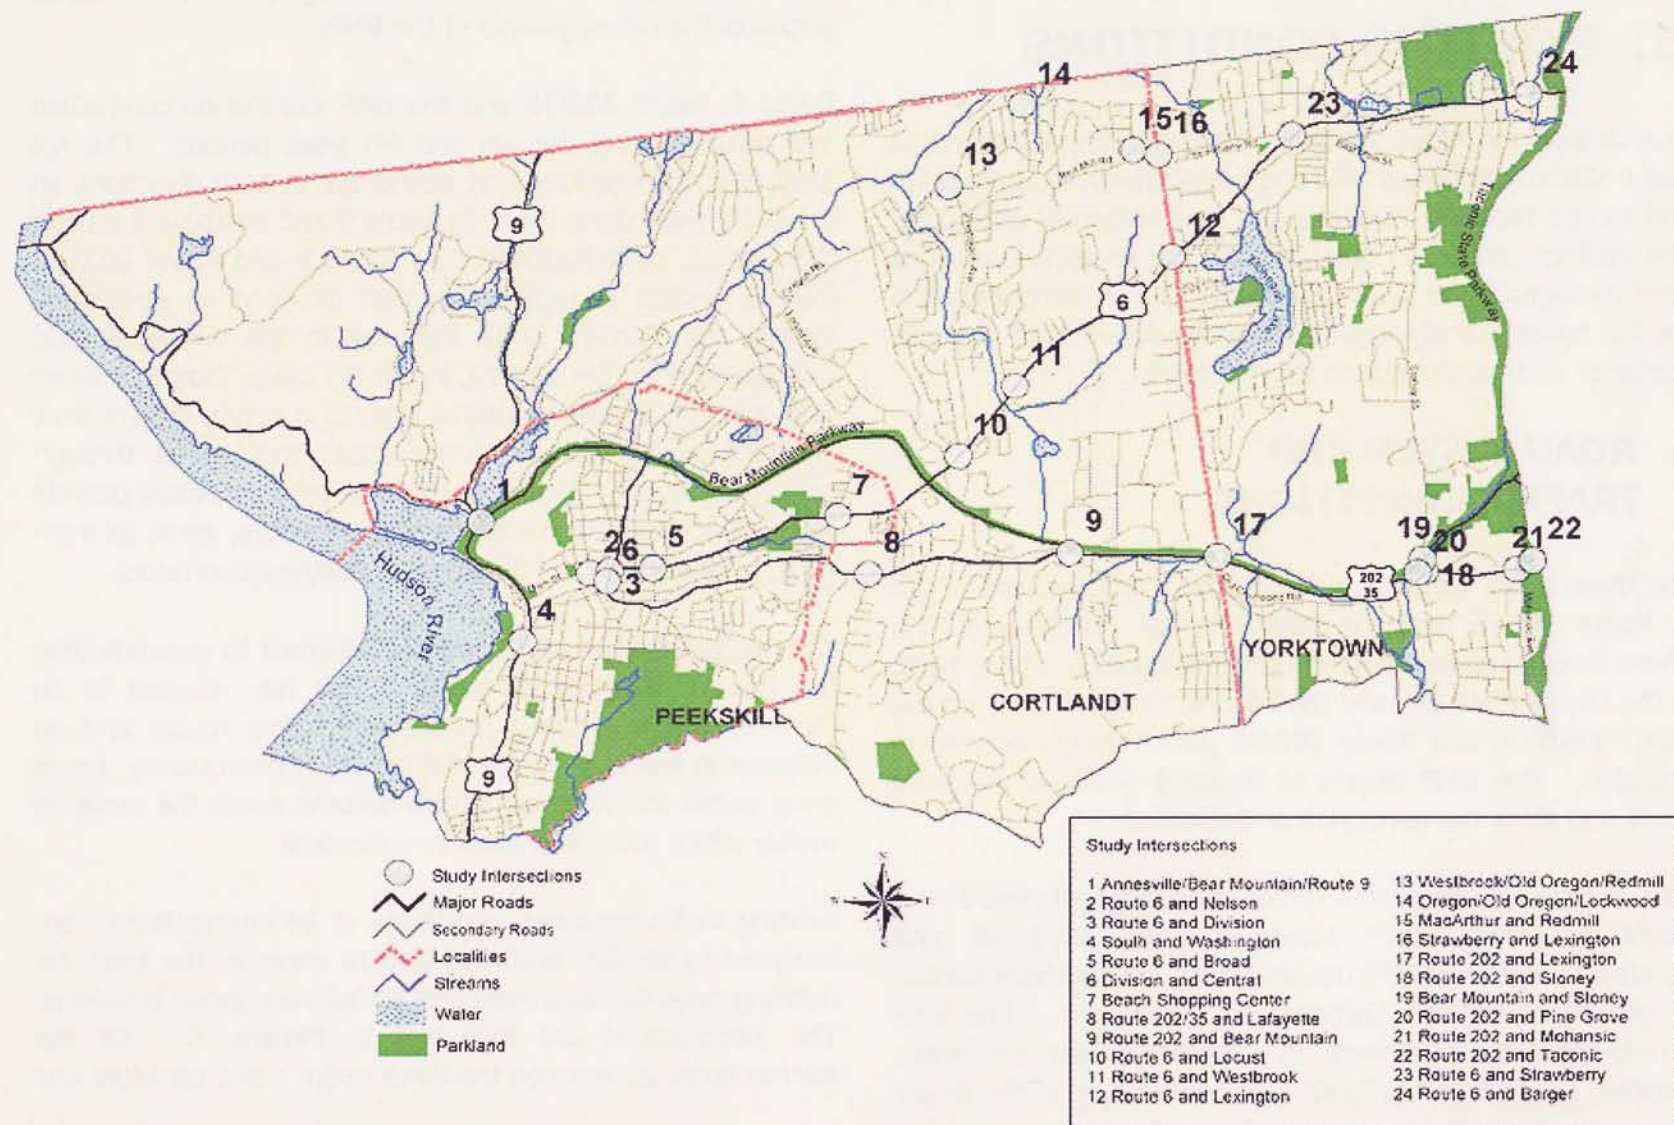 14
24
15
16
23
13
12
9
Taconic State Parkway
6
11
10
Bear Mountain Parkway
7
1
5
26
3
8
9
17
19
20
21
22
18
202
35
Hudson River
4
YORKTOWN
PEEKSKILL
CORTLANDT
9
Study Intersections
Major Roads
Secondary Roads
Localities
Streams
Water
Parkland
N
Study Intersections
1 Annesville/Bear Mountain/Route 9
2 Route 6 and Nelson
3 Route 6 and Division
4 South and Washington
5 Route 6 and Broad
6 Division and Central
7 Beach Shopping Center
8 Route 202/35 and Lafayette
9 Route 202 and Bear Mountain
10 Route 6 and Locust
11 Route 6 and Westbrook
12 Route 6 and Lexington
13 Westbrook/Old Oregon/Redmill
14 Oregon/Old Oregon/Lockwood
15 MacArthur and Redmill
16 Strawberry and Lexington
17 Route 202 and Lexington
18 Route 202 and Stoney
19 Bear Mountain and Stoney
20 Route 202 and Pine Grove
21 Route 202 and Mohansic
22 Route 202 and Taconic
23 Route 6 and Strawberry
24 Route 6 and Barger